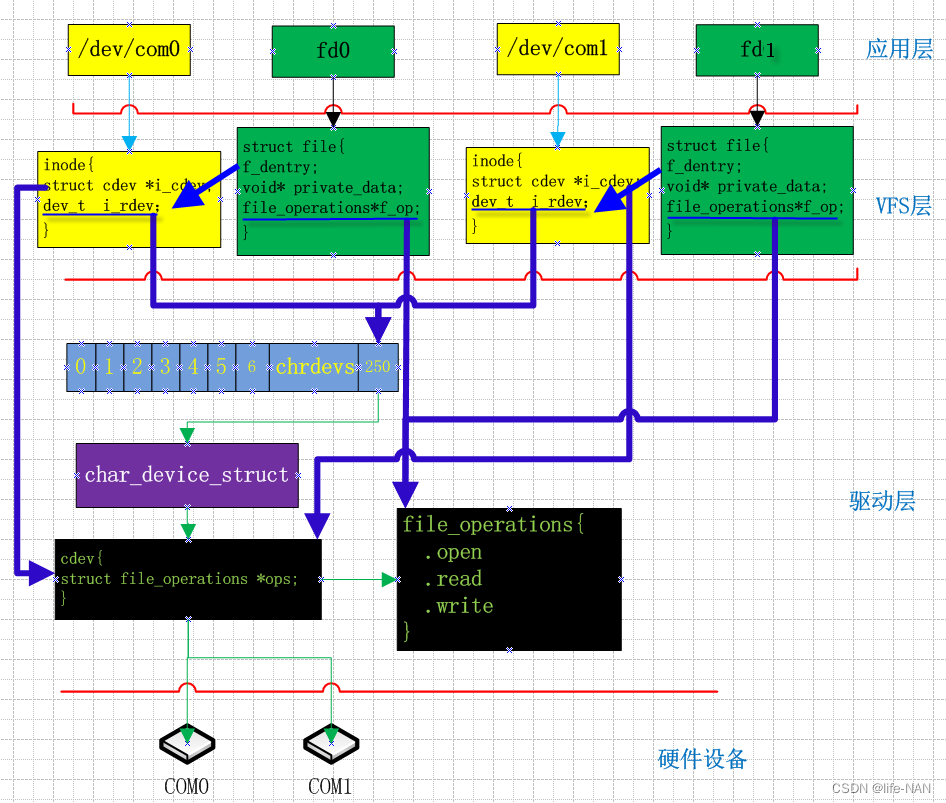 /dev/com0
fd0
/dev/com1
fd1
应用层
inode{
struct cdev *i_cdev;
dev_t i_rdev;
}
struct file{
f_dentry;
void* private_data;
file_operations*f_op;
}
inode{
struct cdev *i_cdev;
dev_t i_rdev;
}
struct file{
f_dentry;
void* private_data;
file_operations*f_op;
}
VFS层
0 1 2 3 4 5 6 chrdevs 250
char_device_struct
驱动层
cdev{
struct file_operations *ops;
}
file_operations{
.open
.read
.write
}
COM0
COM1
硬件设备
CSDN @life-NAN